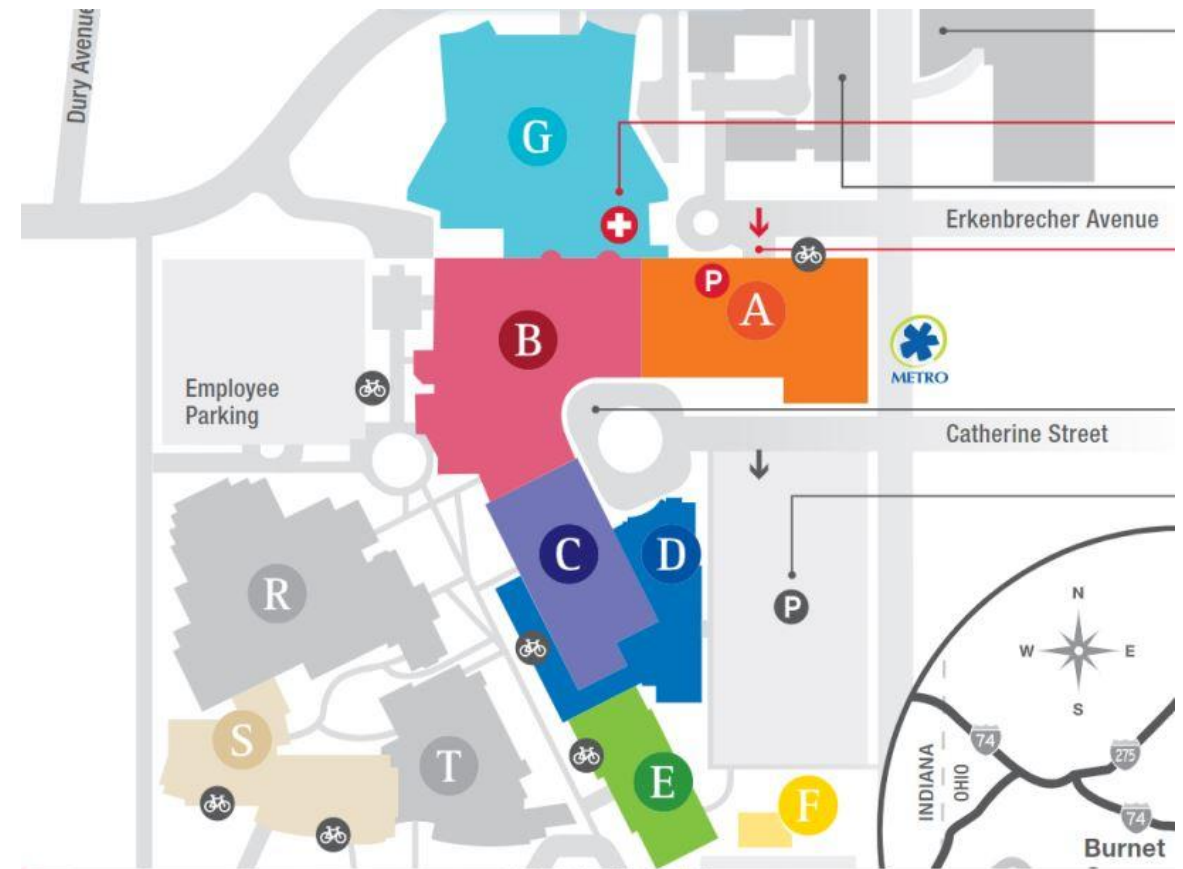 Dury Avenue
G
Erkenbrecher Avenue
P
A
B
METRO
Employee
Parking
Catherine Street
C
D
R
P
N
W
E
S
S
T
E
F
INDIANA
OHIO
74
275
74
Burnet